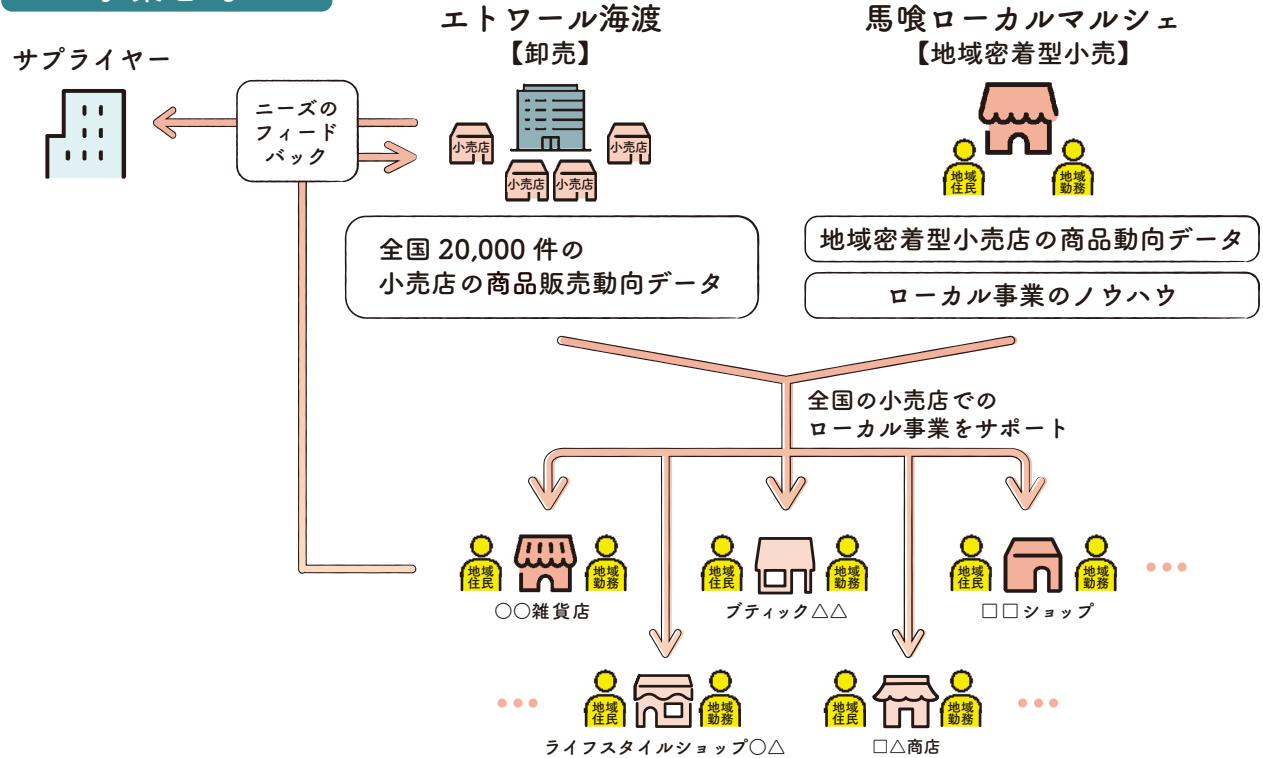 エトワール海渡
【卸売】
馬喰ローカルマルシェ
【地域密着型小売】
サプライヤー
ニーズの
フィード
バック
小売店
小売店
小売店
小売店
地域
住民
地域
勤務
全国 20,000 件の
小売店の商品販売動向データ
地域密着型小売店の商品動向データ
ローカル事業のノウハウ
全国の小売店での
ローカル事業をサポート
地域
住民
地域
勤務
○○雑貨店
地域
住民
地域
勤務
ブティック△△
地域
住民
地域
勤務
□□ショップ
地域
住民
地域
勤務
ライフスタイルショップ○△
地域
住民
地域
勤務
□△商店